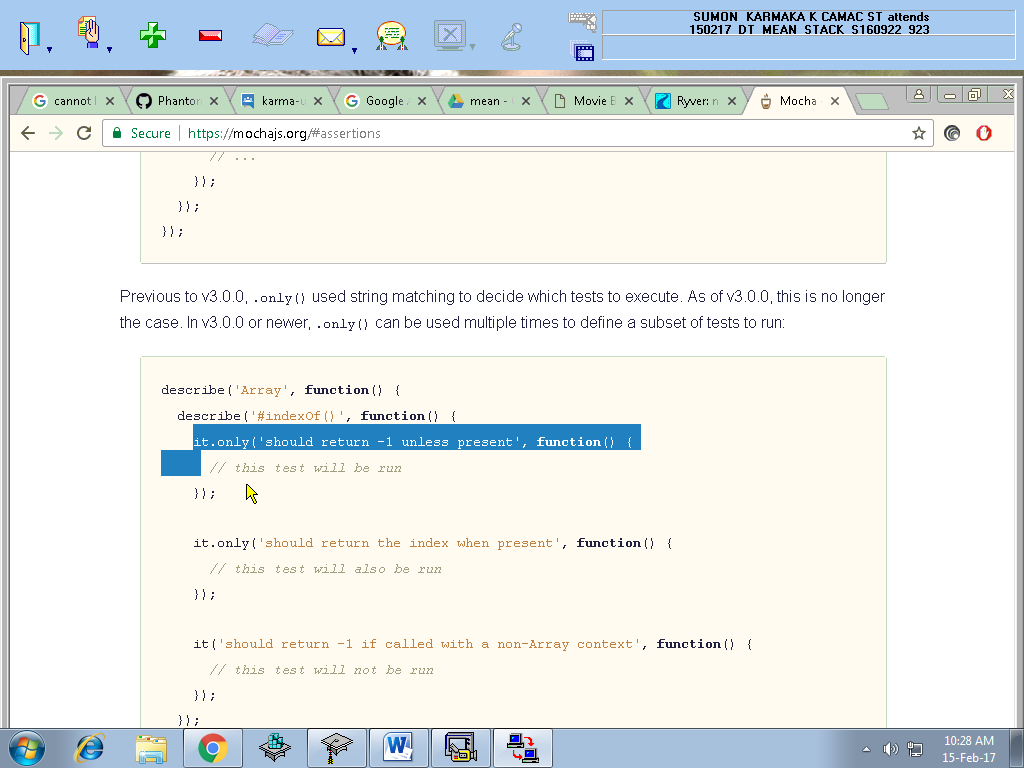 SUMON KARMAKA K CAMAC ST attends
150217 DT MEAN STACK S160922 923
cannot
Phanton
karma-u
Google
mean -
Movie
Ryver: n
Mocha
Secure
https://mochajs.org/#assertions
// ...
});
});
});
Previous to v3.0.0, .only() used string matching to decide which tests to execute. As of v3.0.0, this is no longer
the case. In v3.0.0 or newer, .only() can be used multiple times to define a subset of tests to run:
describe('Array', function() {
describe('#indexOf()', function() {
it.only('should return -1 unless present', function() {
// this test will be run
});
it.only('should return the index when present', function() {
// this test will also be run
});
it('should return -1 if called with a non-Array context', function() {
// this test will not be run
});
});
10:28 AM
15-Feb-17